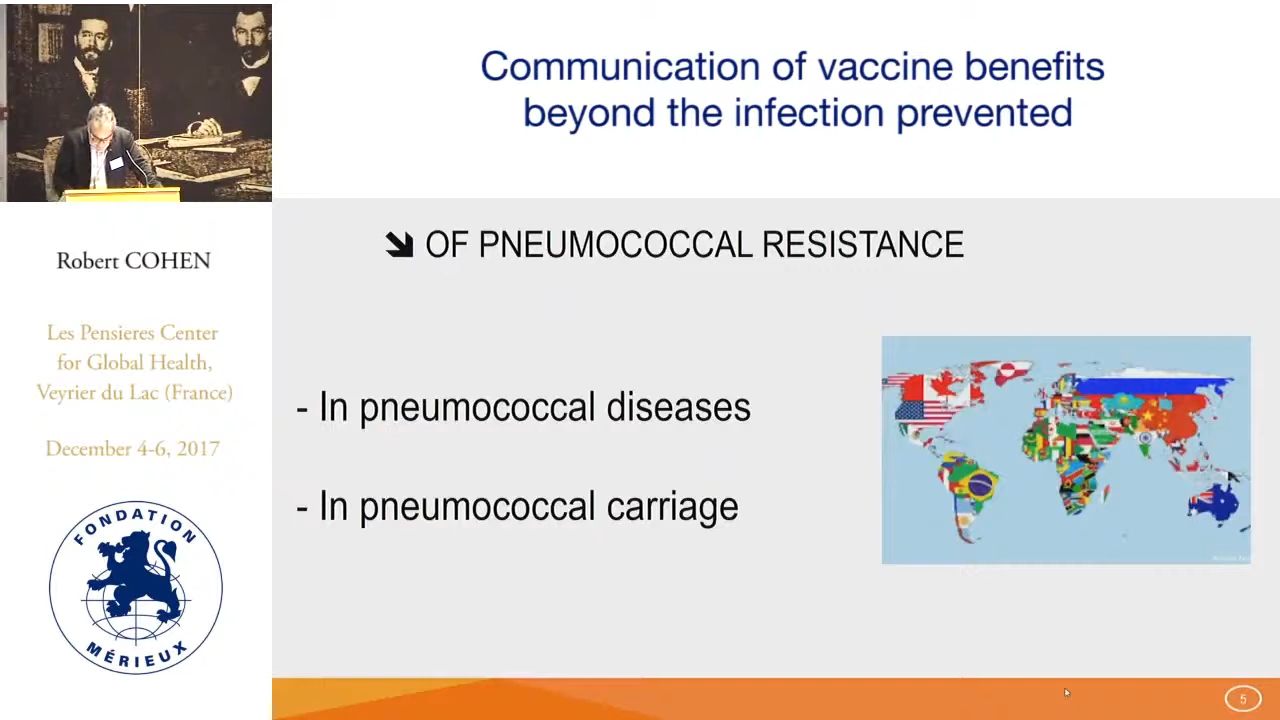 Communication of vaccine benefits
beyond the infection prevented
Robert COHEN
Les Pensieres Center
for Global Health,
Veyrier du Lac (France)
December 4-6, 2017
FONDATION
MÉRIEUX
↘ OF PNEUMOCOCCAL RESISTANCE
- In pneumococcal diseases
- In pneumococcal carriage
5